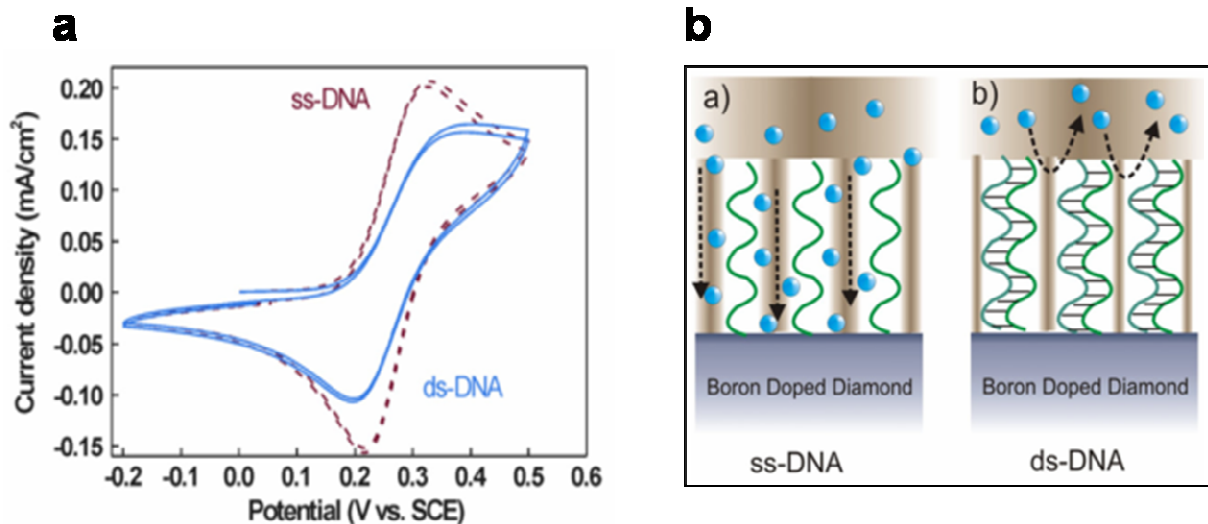 a
0.20
0.15
0.10
0.05
0.00
-0.05
-0.10
-0.15
Current density (mA/cm²)
ss-DNA
ds-DNA
-0.2 -0.1 0.0 0.1 0.2 0.3 0.4 0.5 0.6
Potential (V vs. SCE)
b
a)
Boron Doped Diamond
ss-DNA
b)
Boron Doped Diamond
ds-DNA